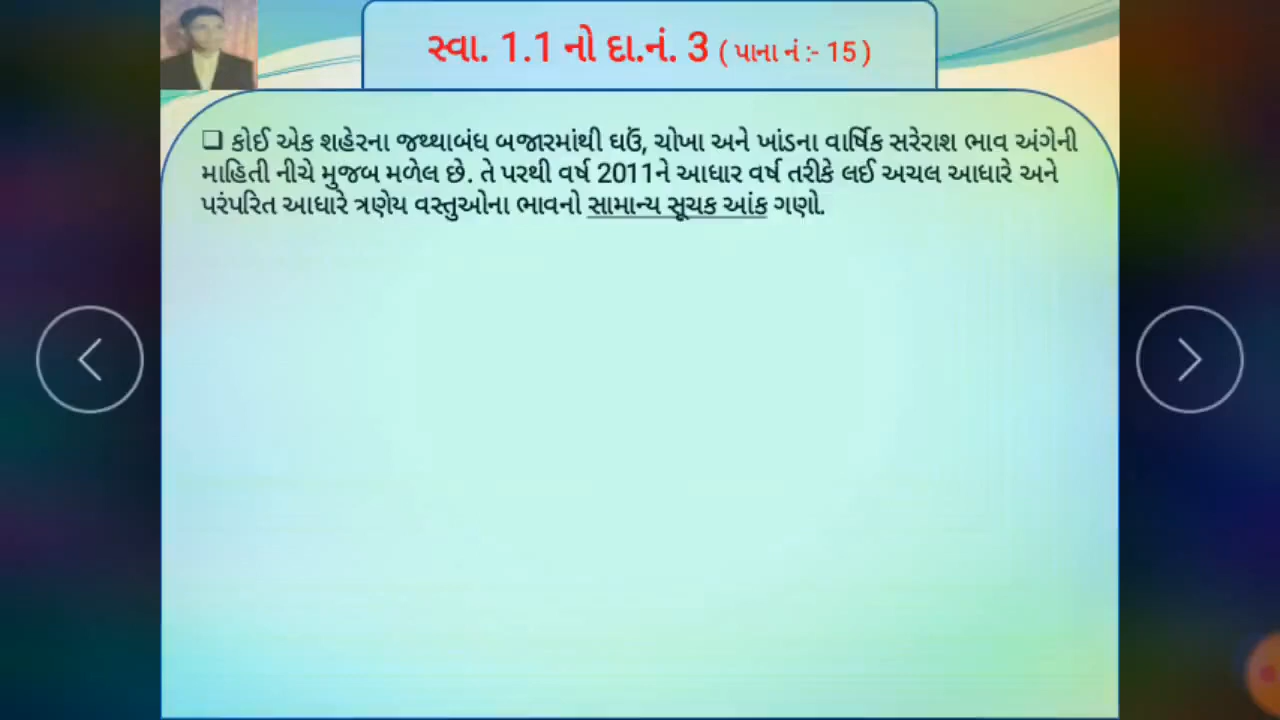 સ્વા. 1.1 નો દા.નં. 3 ( પાના નં :- 15 )
❑ કોઈ એક શહેરના જથ્થાબંધ બજારમાંથી ઘઉં, ચોખા અને ખાંડના વાર્ષિક સરેરાશ ભાવ અંગેની
માહિતી નીચે મુજબ મળેલ છે. તે પરથી વર્ષ 2011ને આધાર વર્ષ તરીકે લઈ અચલ આધારે અને
પરંપરિત આધારે ત્રણેય વસ્તુઓના ભાવનો સામાન્ય સૂચક આંક ગણો.